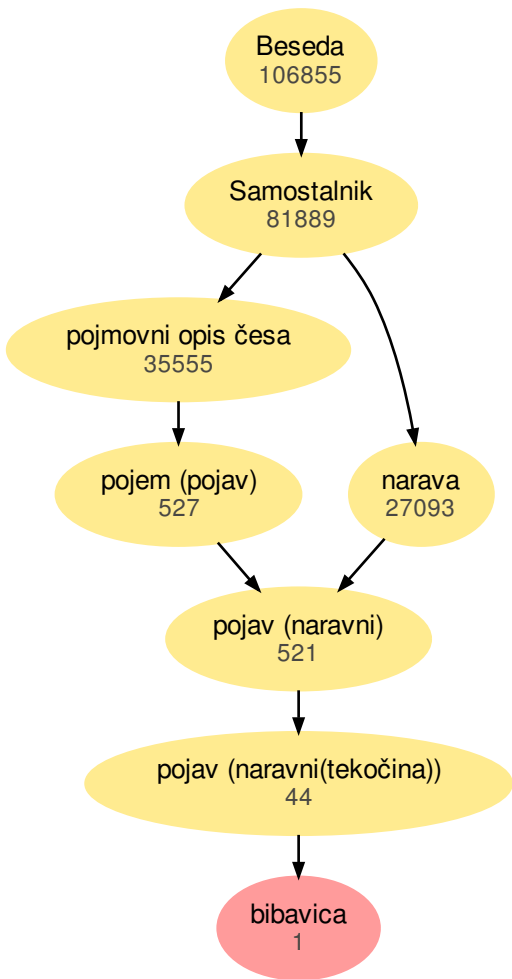 Beseda
106855
Samostalnik
81889
pojmovni opis česa
35555
pojem (pojav)
527
narava
27093
pojav (naravni)
521
pojav (naravni(tekočina))
44
bibavica
1